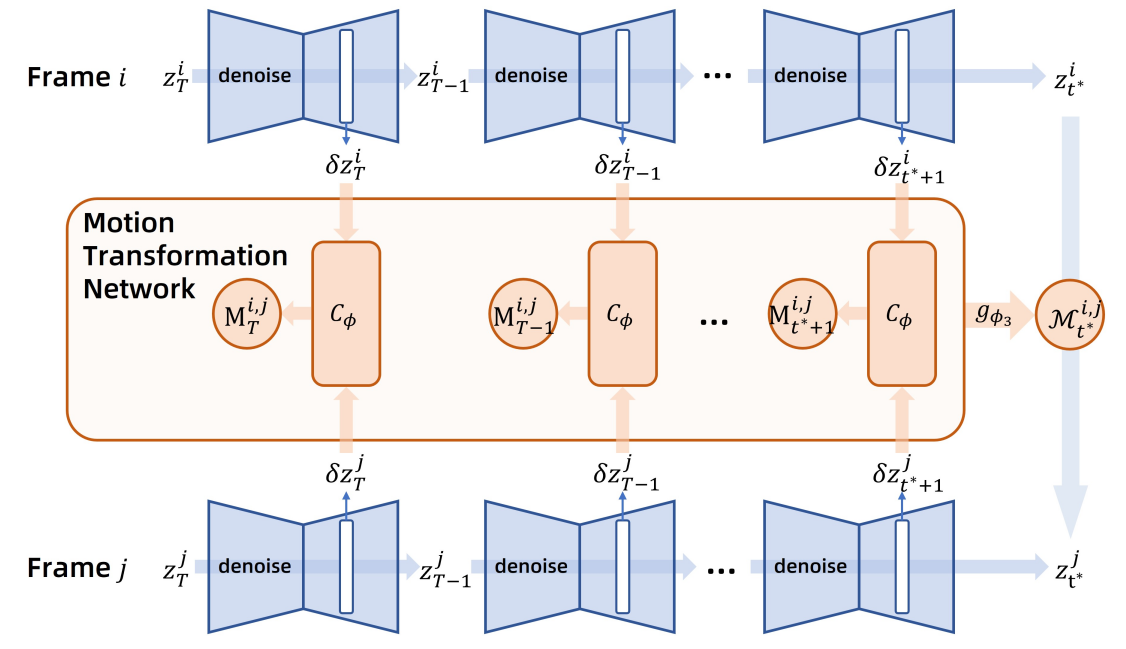 Frame i z_T^i denoise z_{T−1}^i denoise ... denoise z_{t*}^i
δz_T^i δz_{T−1}^i δz_{t*+1}^i
Motion
Transformation
Network
M_T^{i,j} C_ϕ M_{T−1}^{i,j} C_ϕ ... M_{t*+1}^{i,j} C_ϕ g_{ϕ_3} ℳ_{t*}^{i,j}
δz_T^j δz_{T−1}^j δz_{t*+1}^j
Frame j z_T^j denoise z_{T−1}^j denoise ... denoise z_{t*}^j